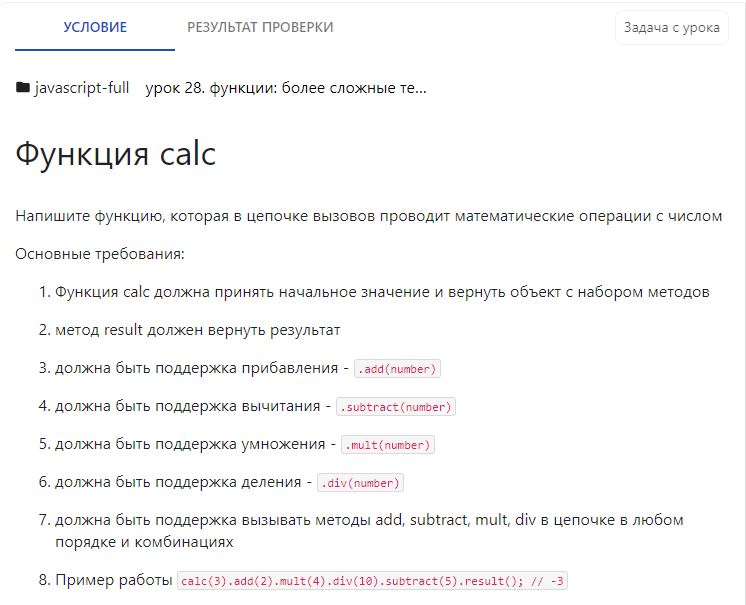 УСЛОВИЕ РЕЗУЛЬТАТ ПРОВЕРКИ Задача с урока
javascript-full урок 28. функции: более сложные те...
Функция calc
Напишите функцию, которая в цепочке вызовов проводит математические операции с числом
Основные требования:
1. Функция calc должна принять начальное значение и вернуть объект с набором методов
2. метод result должен вернуть результат
3. должна быть поддержка прибавления - .add(number)
4. должна быть поддержка вычитания - .subtract(number)
5. должна быть поддержка умножения - .mult(number)
6. должна быть поддержка деления - .div(number)
7. должна быть поддержка вызывать методы add, subtract, mult, div в цепочке в любом
порядке и комбинациях
8. Пример работы calc(3).add(2).mult(4).div(10).subtract(5).result(); // -3